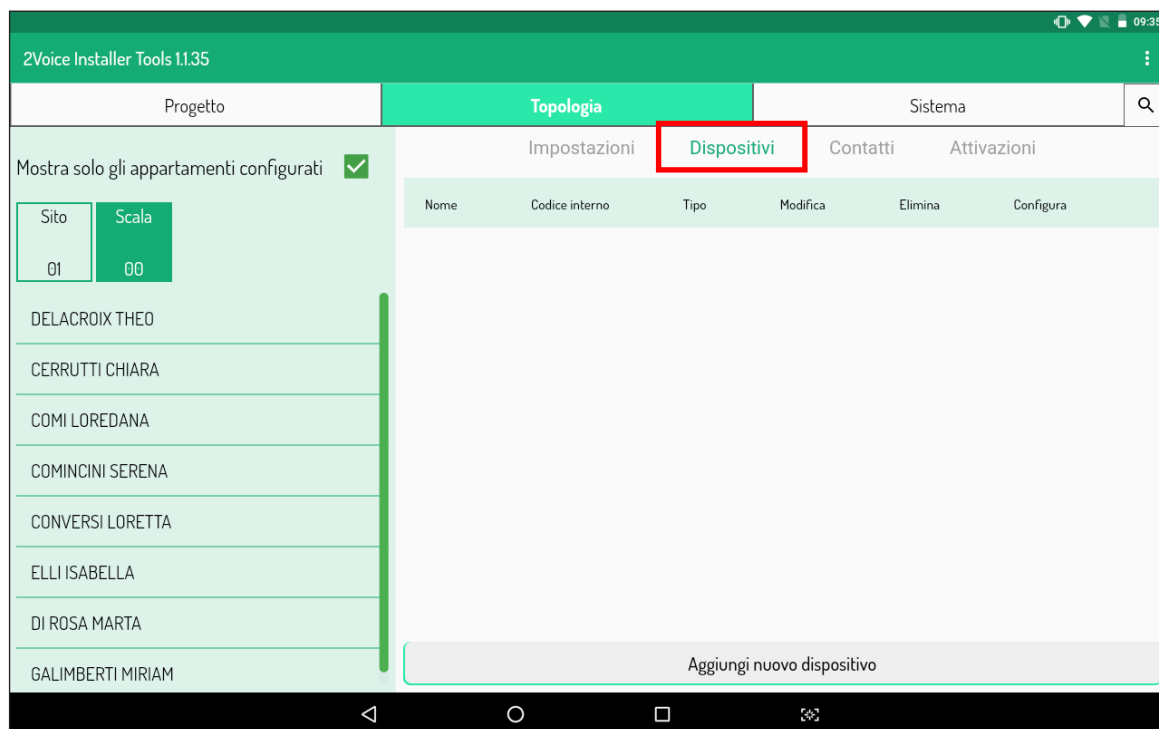 09:35
2Voice Installer Tools 1.1.35
Progetto Topologia Sistema
Mostra solo gli appartamenti configurati
Sito Scala
01 00
DELACROIX THEO
CERRUTTI CHIARA
COMI LOREDANA
COMINCINI SERENA
CONVERSI LORETTA
ELLI ISABELLA
DI ROSA MARTA
GALIMBERTI MIRIAM
Impostazioni Dispositivi Contatti Attivazioni
Nome Codice interno Tipo Modifica Elimina Configura
Aggiungi nuovo dispositivo